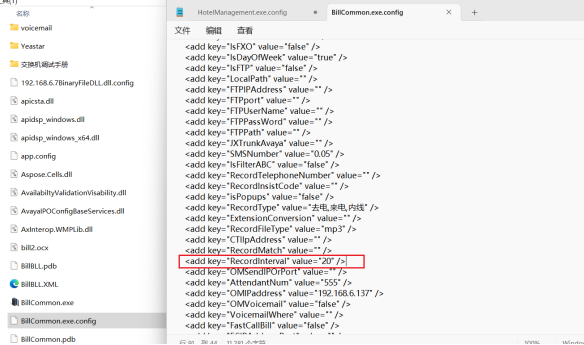 具(1)
名称
voicemail
Yeastar
交换机调试手册
192.168.6.7BinaryFileDLL.dll.config
apicsta.dll
apidsp_windows.dll
apidsp_windows_x64.dll
app.config
Aspose.Cells.dll
AvailabiltyValidationVisability.dll
AvayaIPOConfigBaseServices.dll
AxInterop.WMPLib.dll
bill2.ocx
BillBLL.pdb
BillBLL.XML
BillCommon.exe
BillCommon.exe.config
BillCommon.pdb
HotelManagement.exe.config
BillCommon.exe.config
文件 编辑 查看
<add key="IsFXO" value="false" />
<add key="IsDayOfWeek" value="true" />
<add key="IsFTP" value="false" />
<add key="LocalPath" value="" />
<add key="FTPIPAddress" value="" />
<add key="FTPport" value="" />
<add key="FTPUserName" value="" />
<add key="FTPPassWord" value="" />
<add key="FTPPath" value="" />
<add key="JXTrunkAvaya" value="" />
<add key="SMSNumber" value="0.05" />
<add key="IsFilterABC" value="false" />
<add key="RecordTelephoneNumber" value="" />
<add key="RecordInsistCode" value="" />
<add key="isPopups" value="false" />
<add key="RecordType" value="去电,来电,内线" />
<add key="ExtensionConversion" value="" />
<add key="RecordFileType" value="mp3" />
<add key="CTIIpAddress" value="" />
<add key="RecordMatch" value="" />
<add key="RecordInterval" value="20" />
<add key="OMSendIPOrPort" value="" />
<add key="AttendantNum" value="555" />
<add key="OMIPaddress" value="192.168.6.137" />
<add key="OMVoicemail" value="false" />
<add key="VoicemailWhere" value="" />
<add key="FastCallBill" value="false" />
100%